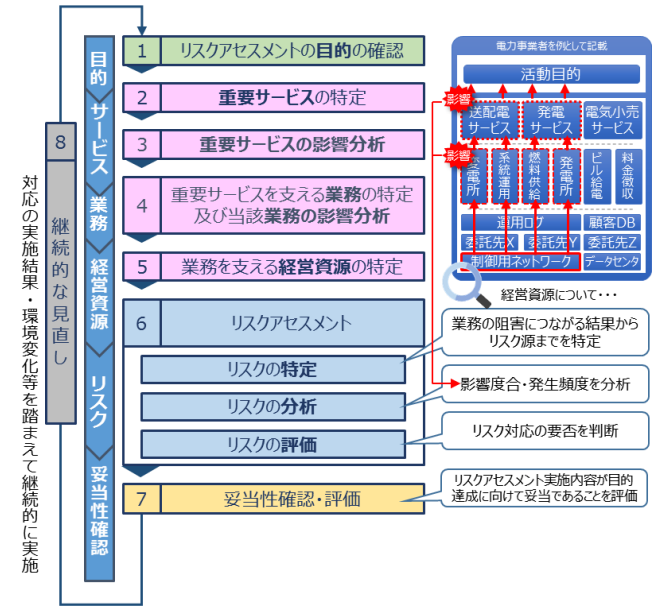 1
リスクアセスメントの目的の確認
2
重要サービスの特定
3
重要サービスの影響分析
4
重要サービスを支える業務の特定
及び当該業務の影響分析
5
業務を支える経営資源の特定
6
リスクアセスメント
リスクの特定
リスクの分析
リスクの評価
7
妥当性確認・評価
8
継続的な見直し
対応の実施結果・環境変化等を踏まえて継続的に実施
目的
サービス
業務
経営資源
リスク
妥当性確認
電力事業者を例として記載
活動目的
影響
送配電
サービス
発電
サービス
電気小売
サービス
影響
変電所
系統運用
燃料供給
発電所
ビル給電
料金徴収
運用ログ
顧客DB
委託先X
委託先Y
委託先Z
制御用ネットワーク
データセンタ
経営資源について・・・
業務の阻害につながる結果から
リスク源までを特定
影響度合・発生頻度を分析
リスク対応の要否を判断
リスクアセスメント実施内容が目的
達成に向けて妥当であることを評価